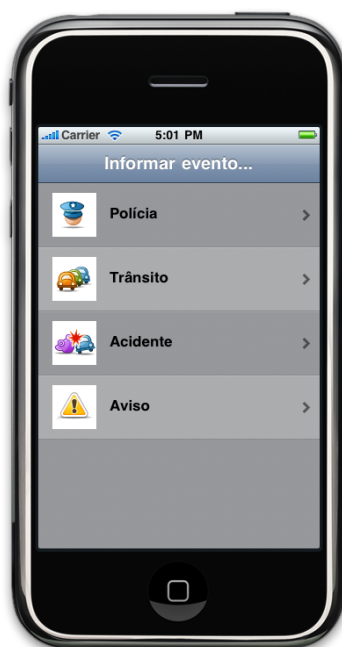 Carrier 5:01 PM
Informar evento...
Polícia
Trânsito
Acidente
Aviso